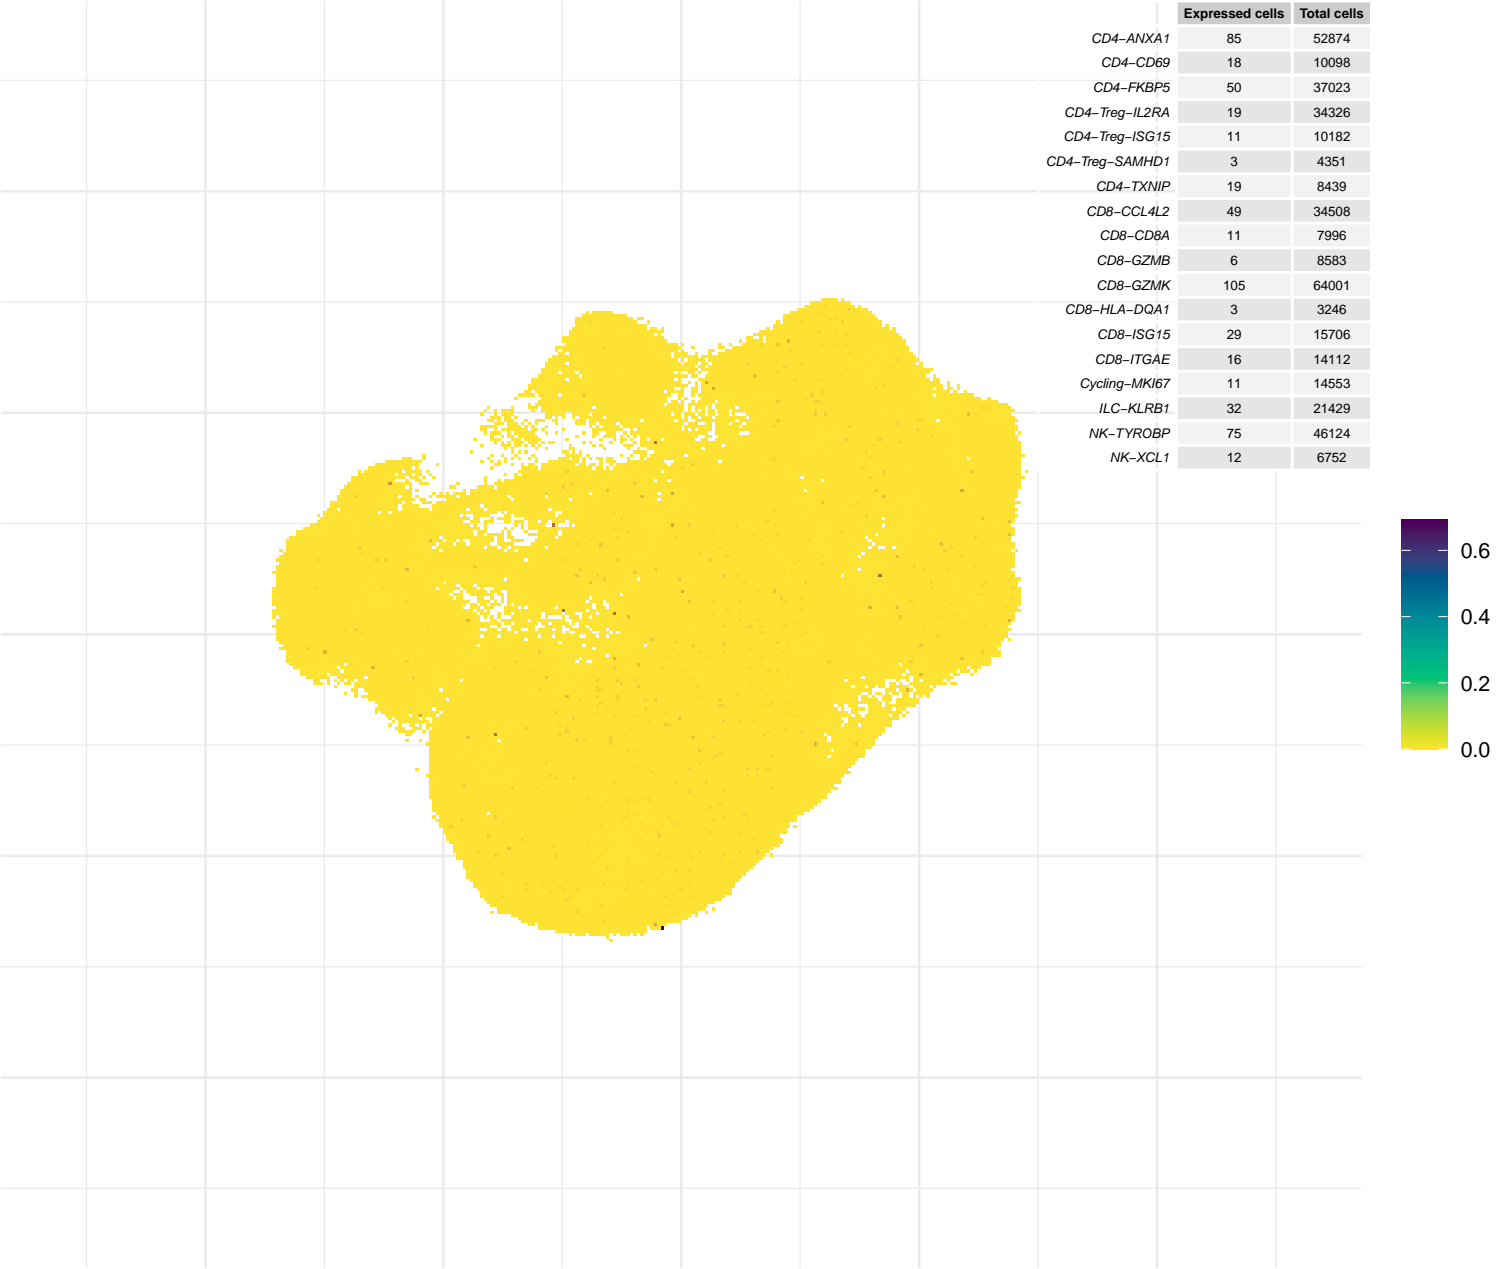 Expressed cells Total cells
CD4−ANXA1 85 52874
CD4−CD69 18 10098
CD4−FKBP5 50 37023
CD4−Treg−IL2RA 19 34326
CD4−Treg−ISG15 11 10182
CD4−Treg−SAMHD1 3 4351
CD4−TXNIP 19 8439
CD8−CCL4L2 49 34508
CD8−CD8A 11 7996
CD8−GZMB 6 8583
CD8−GZMK 105 64001
CD8−HLA−DQA1 3 3246
CD8−ISG15 29 15706
CD8−ITGAE 16 14112
Cycling−MKI67 11 14553
ILC−KLRB1 32 21429
NK−TYROBP 75 46124
NK−XCL1 12 6752
0.6
0.4
0.2
0.0